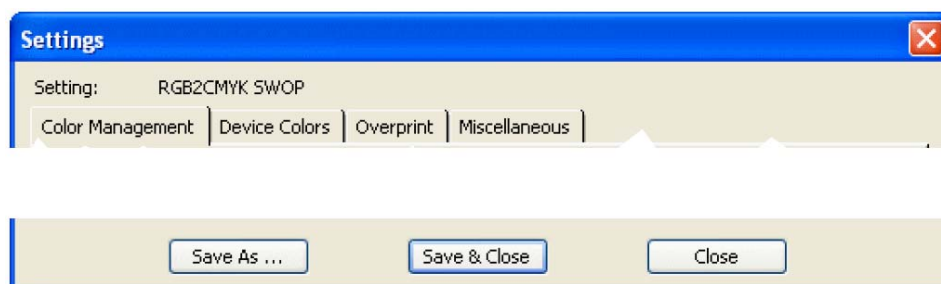 Settings
Setting: RGB2CMYK SWOP
Color Management Device Colors Overprint Miscellaneous
Save As ... Save & Close Close